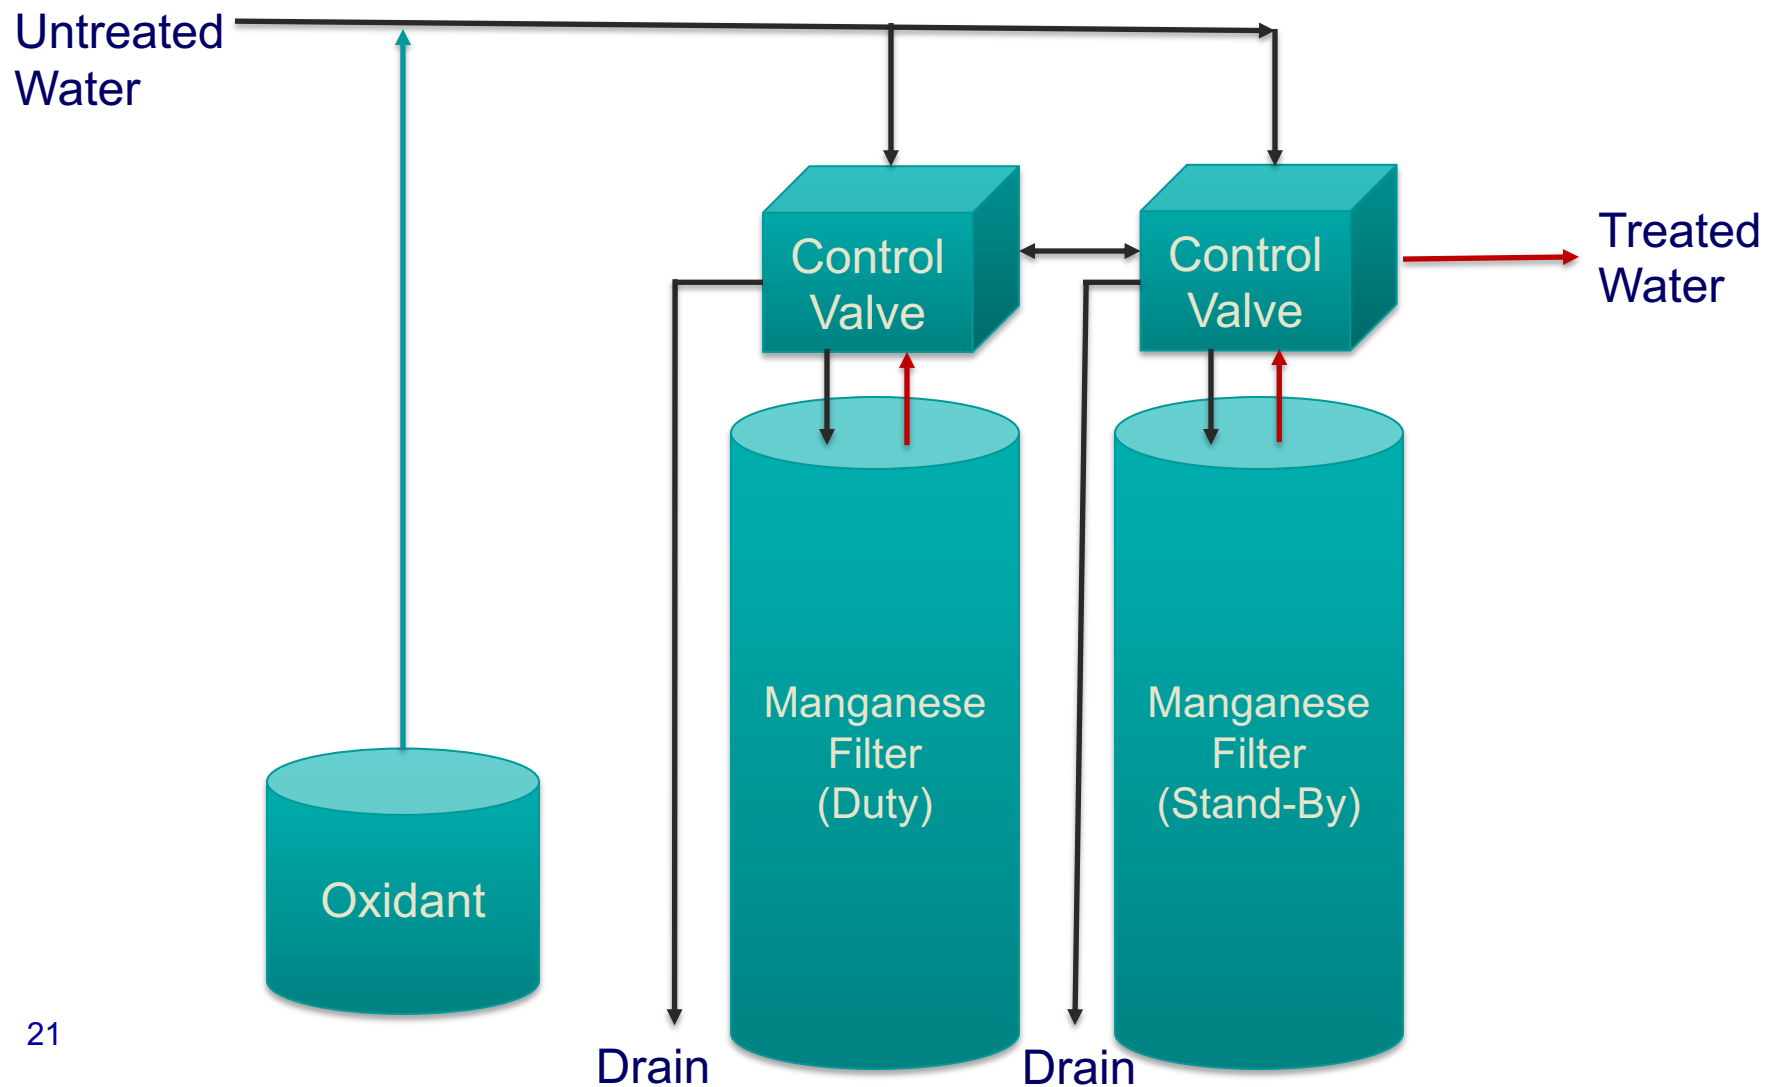 Untreated
Water
Control
Valve
Control
Valve
Treated
Water
Manganese
Filter
(Duty)
Manganese
Filter
(Stand-By)
Oxidant
21
Drain
Drain